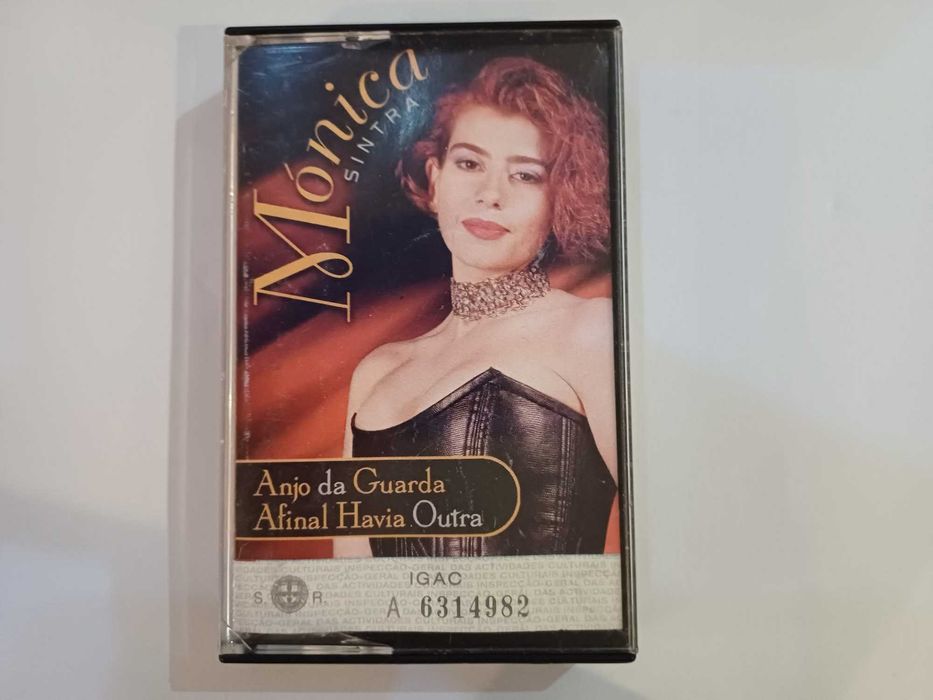 Mónica
SINTRA
Anjo da Guarda
Afinal Havia Outra
IGAC
S. R.
A 6314982